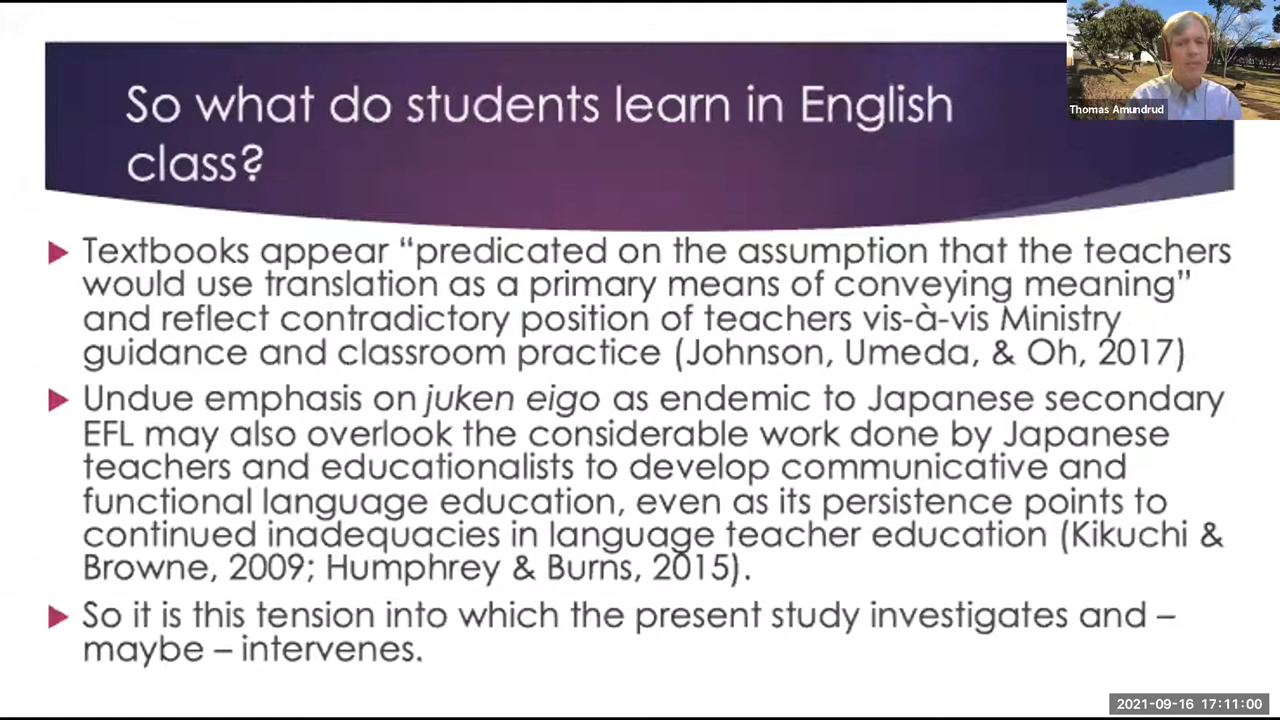 So what do students learn in English
class?
Thomas Amundrud
Textbooks appear “predicated on the assumption that the teachers
would use translation as a primary means of conveying meaning”
and reflect contradictory position of teachers vis-à-vis Ministry
guidance and classroom practice (Johnson, Umeda, & Oh, 2017)
Undue emphasis on juken eigo as endemic to Japanese secondary
EFL may also overlook the considerable work done by Japanese
teachers and educationalists to develop communicative and
functional language education, even as its persistence points to
continued inadequacies in language teacher education (Kikuchi &
Browne, 2009; Humphrey & Burns, 2015).
So it is this tension into which the present study investigates and –
maybe – intervenes.
2021-09-16 17:11:00